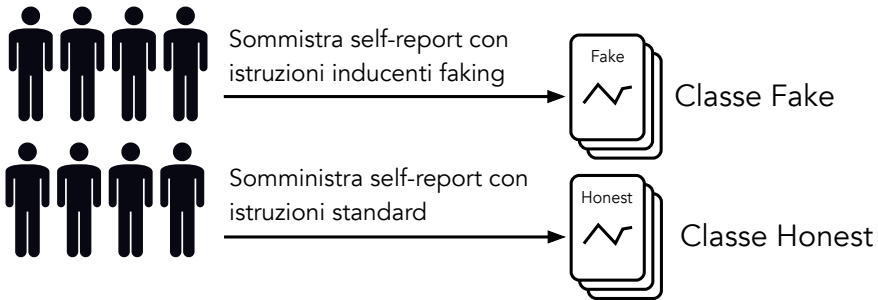 Sommistra self-report con
istruzioni inducenti faking
Fake
Classe Fake
Somministra self-report con
istruzioni standard
Honest
Classe Honest